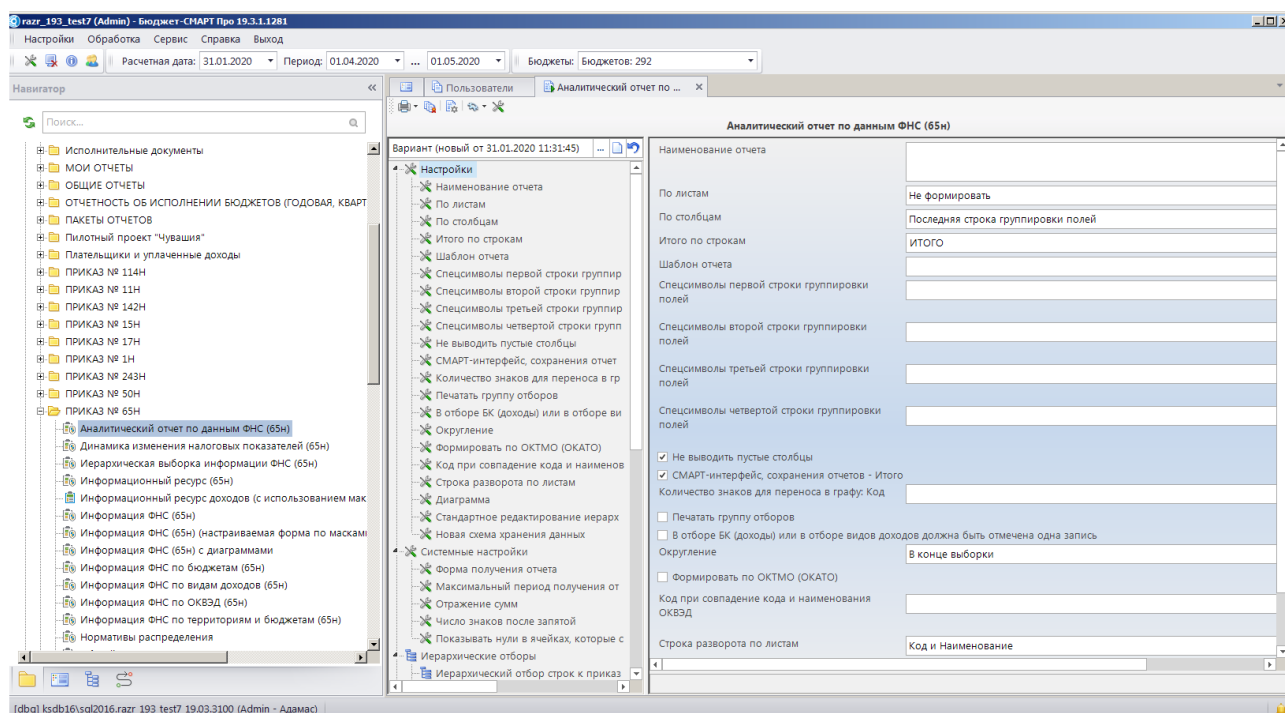 razr_193_test7 (Admin) - Бюджет-СМАРТ Про 19.3.1.1281
Настройки Обработка Сервис Справка Выход
Расчетная дата: 31.01.2020 Период: 01.04.2020 ... 01.05.2020 Бюджеты: Бюджетов: 292
Навигатор
Поиск...
Исполнительные документы
МОИ ОТЧЕТЫ
ОБЩИЕ ОТЧЕТЫ
ОТЧЕТНОСТЬ ОБ ИСПОЛНЕНИИ БЮДЖЕТОВ (ГОДОВАЯ, КВАРТ
ПАКЕТЫ ОТЧЕТОВ
Пилотный проект "Чувашия"
Плательщики и уплаченные доходы
ПРИКАЗ № 114Н
ПРИКАЗ № 11Н
ПРИКАЗ № 142Н
ПРИКАЗ № 15Н
ПРИКАЗ № 17Н
ПРИКАЗ № 1Н
ПРИКАЗ № 243Н
ПРИКАЗ № 50Н
ПРИКАЗ № 65Н
Аналитический отчет по данным ФНС (65н)
Динамика изменения налоговых показателей (65н)
Иерархическая выборка информации ФНС (65н)
Информационный ресурс (65н)
Информационный ресурс доходов (с использованием мак
Информация ФНС (65н)
Информация ФНС (65н) (настраиваемая форма по маскам
Информация ФНС (65н) с диаграммами
Информация ФНС по бюджетам (65н)
Информация ФНС по видам доходов (65н)
Информация ФНС по ОКВЭД (65н)
Информация ФНС по территориям и бюджетам (65н)
Нормативы распределения
Пользователи
Аналитический отчет по ...
Аналитический отчет по данным ФНС (65н)
Вариант (новый от 31.01.2020 11:31:45) ...
Настройки
Наименование отчета
По листам
По столбцам
Итого по строкам
Шаблон отчета
Спецсимволы первой строки группир
Спецсимволы второй строки группир
Спецсимволы третьей строки группир
Спецсимволы четвертой строки групп
Не выводить пустые столбцы
СМАРТ-интерфейс, сохранения отчет
Количество знаков для переноса в гр
Печатать группу отборов
В отборе БК (доходы) или в отборе ви
Округление
Формировать по ОКТМО (ОКАТО)
Код при совпадение кода и наименов
Строка разворота по листам
Диаграмма
Стандартное редактирование иерарх
Новая схема хранения данных
Системные настройки
Форма получения отчета
Максимальный период получения от
Отражение сумм
Число знаков после запятой
Показывать нули в ячейках, которые с
Иерархические отборы
Иерархический отбор строк к приказ
Наименование отчета
По листам Не формировать
По столбцам Последняя строка группировки полей
Итого по строкам ИТОГО
Шаблон отчета
Спецсимволы первой строки группировки
полей
Спецсимволы второй строки группировки
полей
Спецсимволы третьей строки группировки
полей
Спецсимволы четвертой строки группировки
полей
Не выводить пустые столбцы
СМАРТ-интерфейс, сохранения отчетов - Итого
Количество знаков для переноса в графу: Код
Печатать группу отборов
В отборе БК (доходы) или в отборе видов доходов должна быть отмечена одна запись
Округление В конце выборки
Формировать по ОКТМО (ОКАТО)
Код при совпадение кода и наименования
ОКВЭД
Строка разворота по листам Код и Наименование
[dbo] ksdb16\sql2016.razr_193_test7 19.03.3100 (Admin - Адамас)